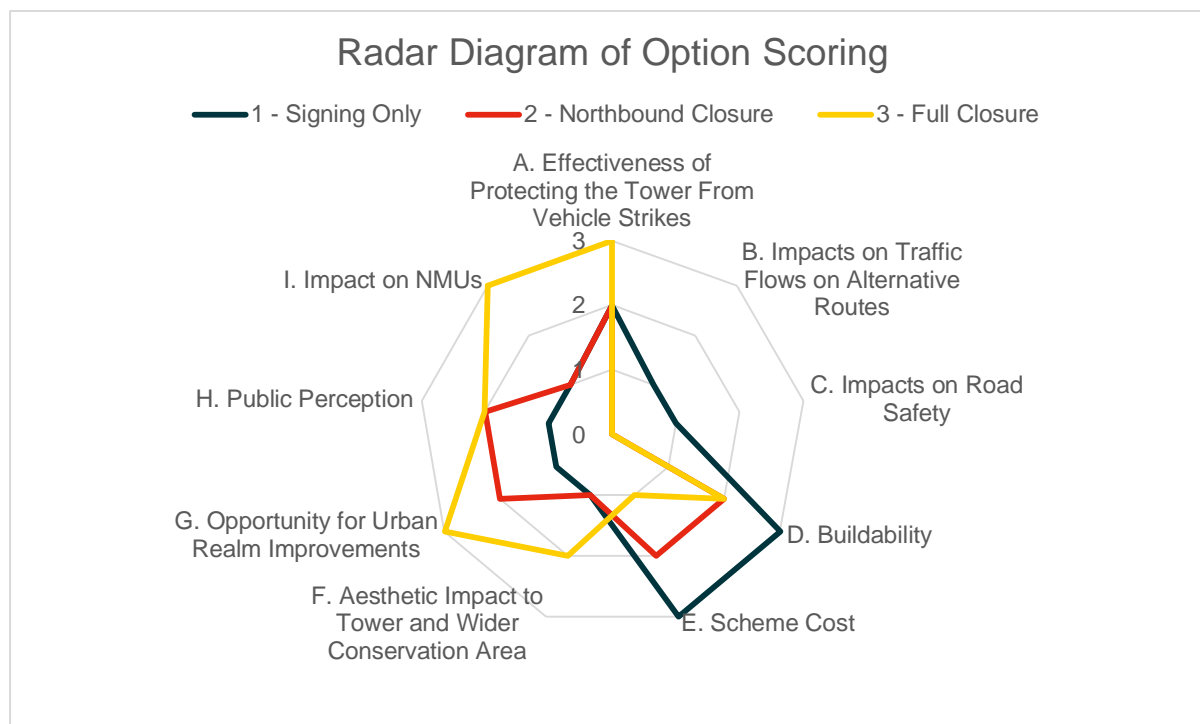 Radar Diagram of Option Scoring
1 - Signing Only
2 - Northbound Closure
3 - Full Closure
A. Effectiveness of
Protecting the Tower From
Vehicle Strikes
B. Impacts on Traffic
Flows on Alternative
Routes
C. Impacts on Road
Safety
D. Buildability
E. Scheme Cost
F. Aesthetic Impact to
Tower and Wider
Conservation Area
G. Opportunity for Urban
Realm Improvements
H. Public Perception
I. Impact on NMUs
3
2
1
0